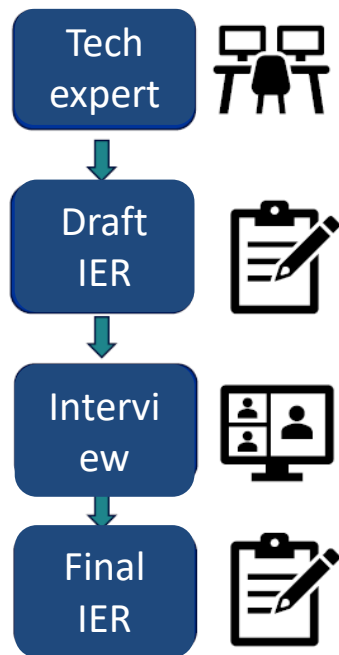 Tech
expert
Draft
IER
Intervi
ew
Final
IER